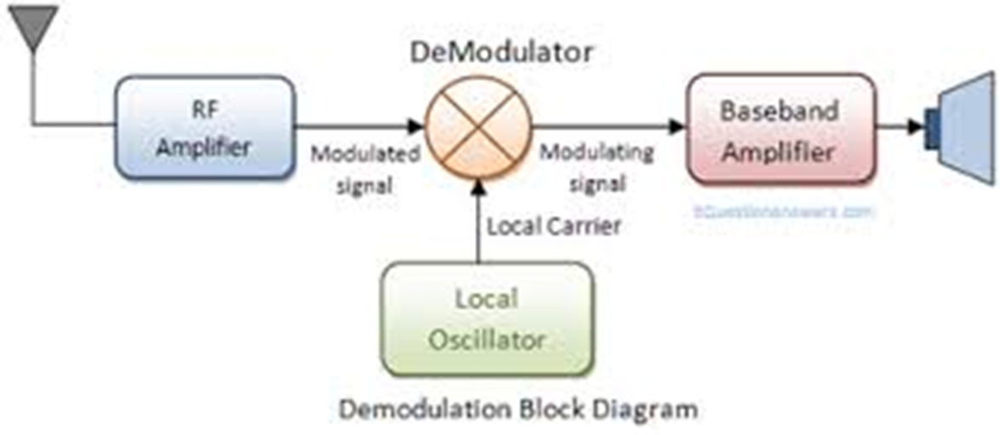 DeModulator
RF
Amplifier
Modulated
signal
Modulating
signal
Baseband
Amplifier
Local Carrier
Local
Oscillator
Demodulation Block Diagram